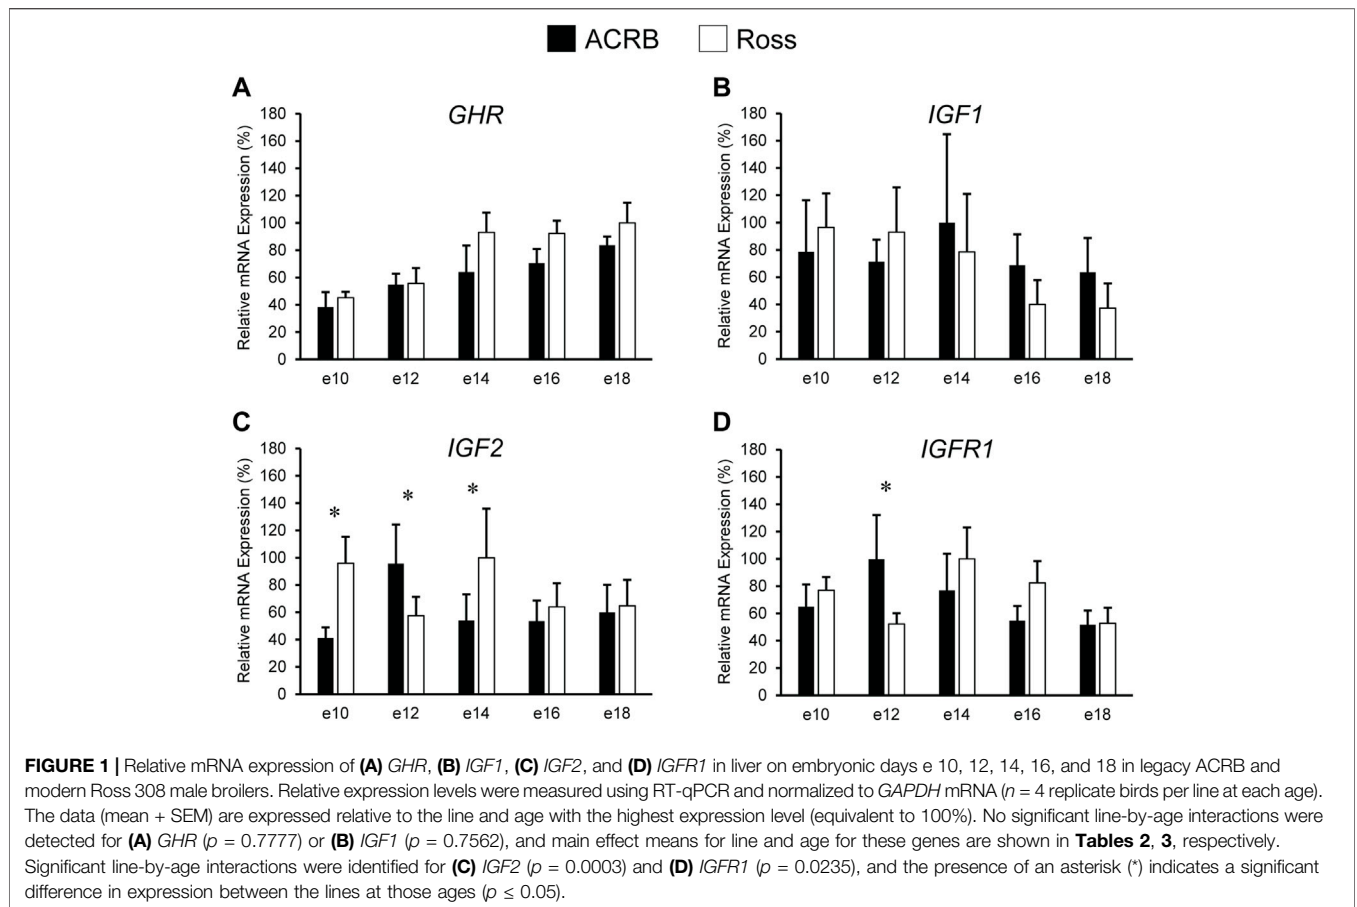 ACRB Ross
A
GHR
Relative mRNA Expression (%)
180
160
140
120
100
80
60
40
20
0
e10 e12 e14 e16 e18
B
IGF1
Relative mRNA Expression (%)
180
160
140
120
100
80
60
40
20
0
e10 e12 e14 e16 e18
C
IGF2
Relative mRNA Expression (%)
180
160
140
120
100
80
60
40
20
0
* * *
e10 e12 e14 e16 e18
D
IGFR1
Relative mRNA Expression (%)
180
160
140
120
100
80
60
40
20
0
*
e10 e12 e14 e16 e18
FIGURE 1 | Relative mRNA expression of (A) GHR, (B) IGF1, (C) IGF2, and (D) IGFR1 in liver on embryonic days e 10, 12, 14, 16, and 18 in legacy ACRB and
modern Ross 308 male broilers. Relative expression levels were measured using RT-qPCR and normalized to GAPDH mRNA (n = 4 replicate birds per line at each age).
The data (mean + SEM) are expressed relative to the line and age with the highest expression level (equivalent to 100%). No significant line-by-age interactions were
detected for (A) GHR (p = 0.7777) or (B) IGF1 (p = 0.7562), and main effect means for line and age for these genes are shown in Tables 2, 3, respectively.
Significant line-by-age interactions were identified for (C) IGF2 (p = 0.0003) and (D) IGFR1 (p = 0.0235), and the presence of an asterisk (*) indicates a significant
difference in expression between the lines at those ages (p ≤ 0.05).